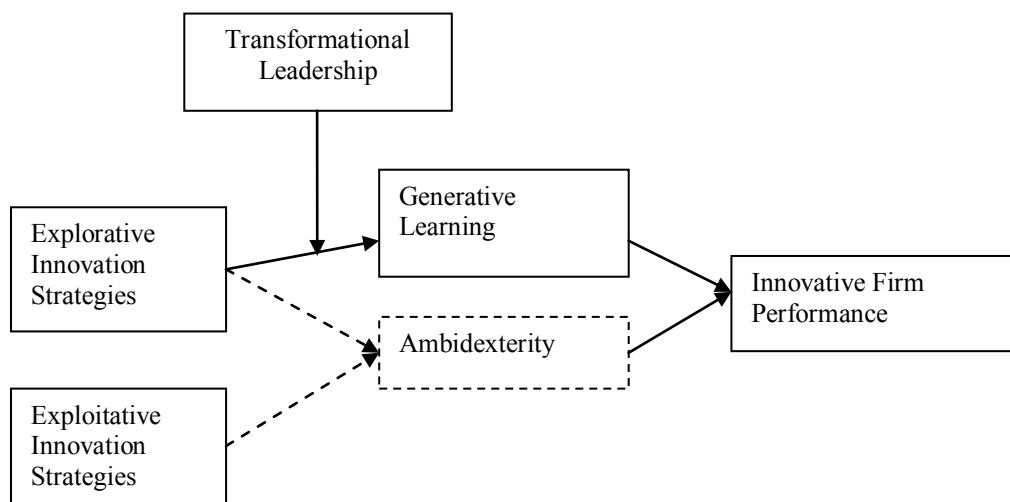 Transformational
Leadership
Generative
Learning
Explorative
Innovation
Strategies
Innovative Firm
Performance
Ambidexterity
Exploitative
Innovation
Strategies